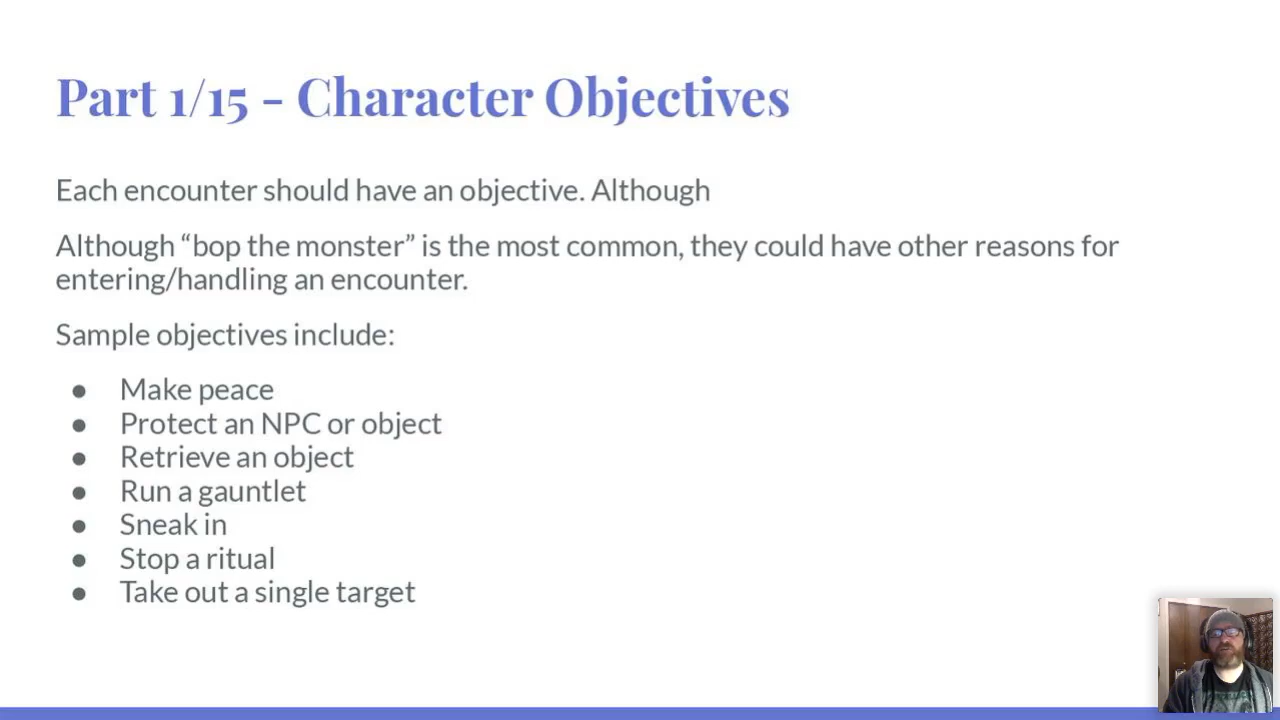 Part 1/15 - Character Objectives
Each encounter should have an objective. Although
Although “bop the monster” is the most common, they could have other reasons for
entering/handling an encounter.
Sample objectives include:
● Make peace
● Protect an NPC or object
● Retrieve an object
● Run a gauntlet
● Sneak in
● Stop a ritual
● Take out a single target